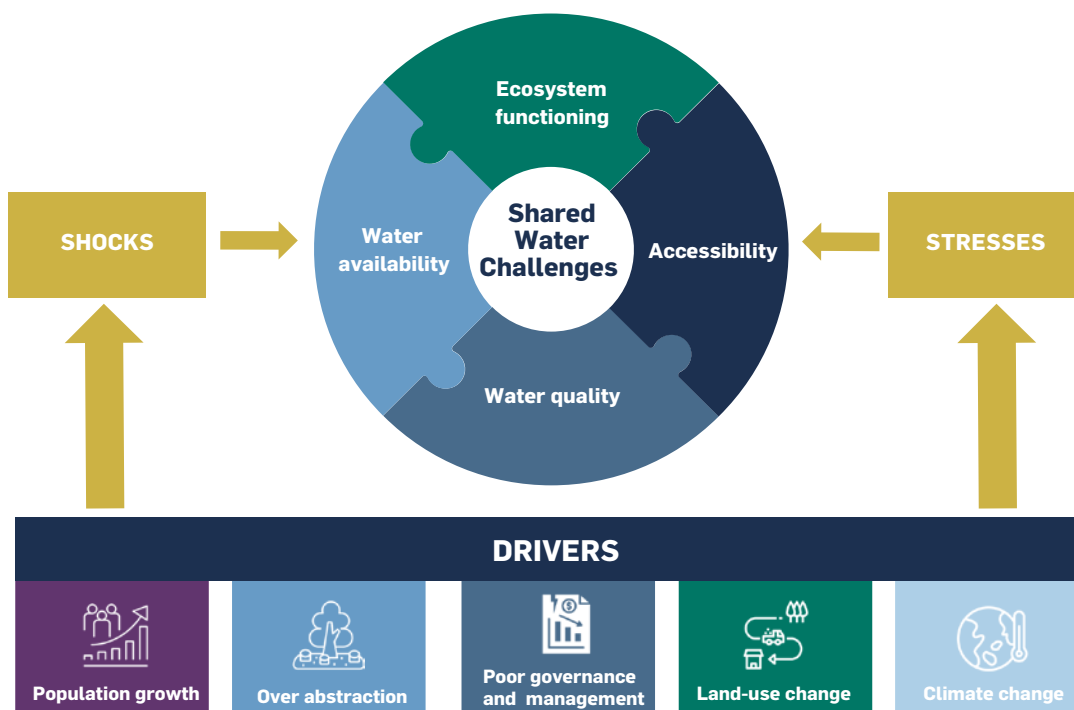 Ecosystem
functioning
SHOCKS
Water
availability
Shared
Water
Challenges
Accessibility
STRESSES
Water quality
DRIVERS
Population growth
Over abstraction
Poor governance
and management
Land-use change
Climate change